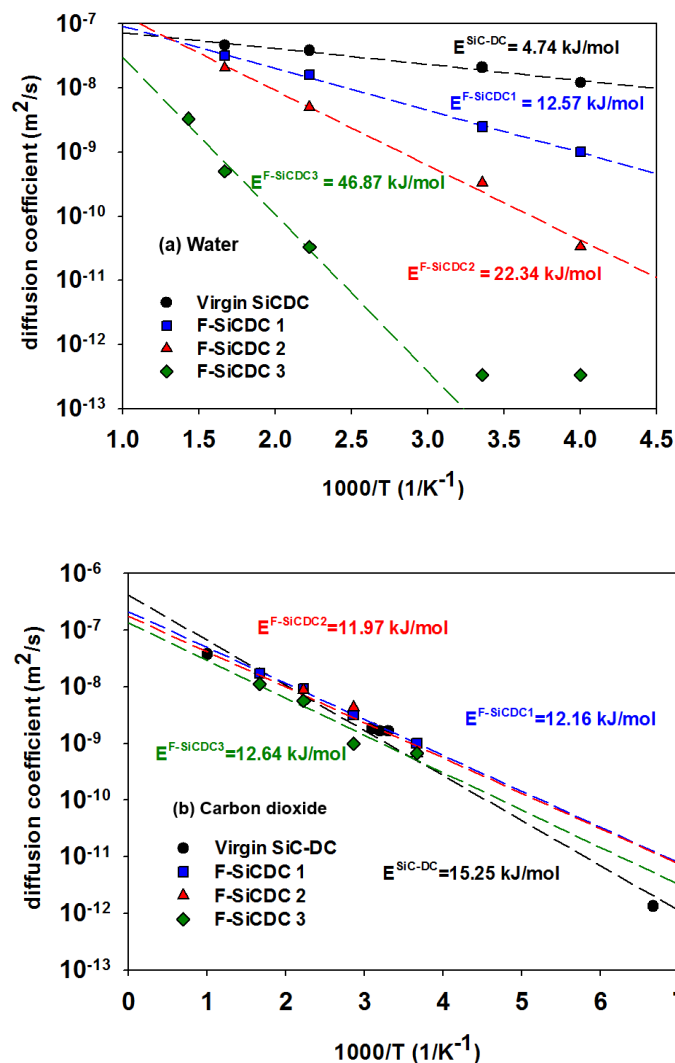 10⁻⁷
10⁻⁸
10⁻⁹
10⁻¹⁰
10⁻¹¹
10⁻¹²
10⁻¹³
diffusion coefficient (m²/s)
E^SiC-DC = 4.74 kJ/mol
E^F-SiCDC1 = 12.57 kJ/mol
E^F-SiCDC3 = 46.87 kJ/mol
E^F-SiCDC2 = 22.34 kJ/mol
(a) Water
Virgin SiCDC
F-SiCDC 1
F-SiCDC 2
F-SiCDC 3
1.0 1.5 2.0 2.5 3.0 3.5 4.0 4.5
1000/T (1/K⁻¹)
10⁻⁶
10⁻⁷
10⁻⁸
10⁻⁹
10⁻¹⁰
10⁻¹¹
10⁻¹²
10⁻¹³
diffusion coefficient (m²/s)
E^F-SiCDC2=11.97 kJ/mol
E^F-SiCDC1=12.16 kJ/mol
E^F-SiCDC3=12.64 kJ/mol
E^SiC-DC=15.25 kJ/mol
(b) Carbon dioxide
Virgin SiC-DC
F-SiCDC 1
F-SiCDC 2
F-SiCDC 3
0 1 2 3 4 5 6 7
1000/T (1/K⁻¹)